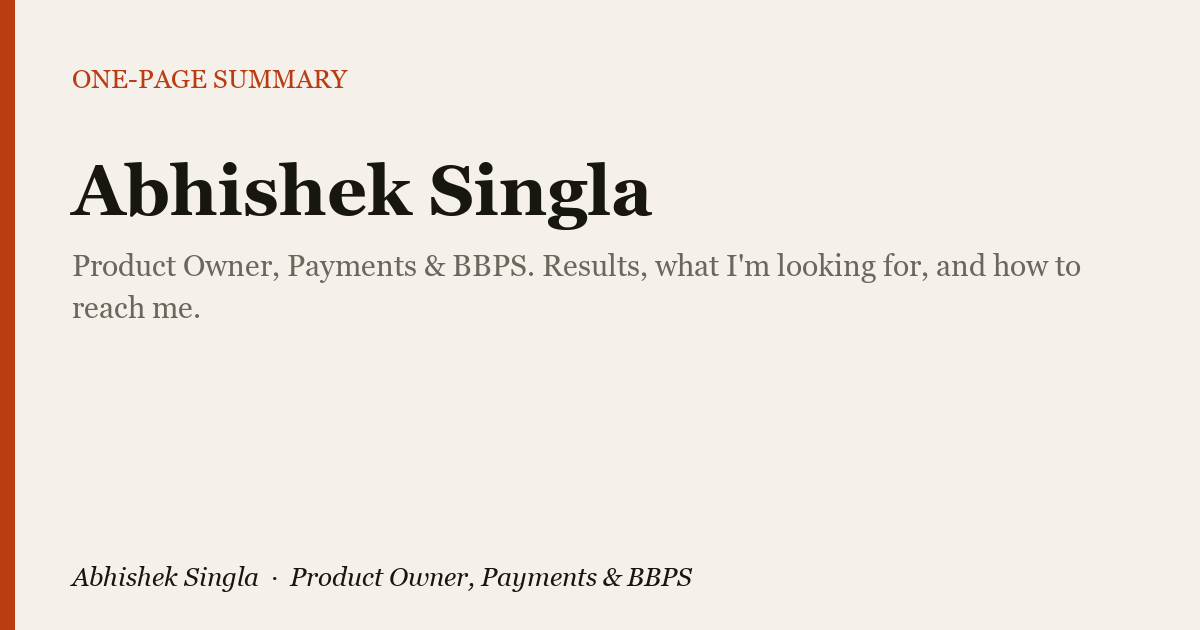 ONE-PAGE SUMMARY
Abhishek Singla
Product Owner, Payments & BBPS. Results, what I'm looking for, and how to
reach me.
Abhishek Singla · Product Owner, Payments & BBPS